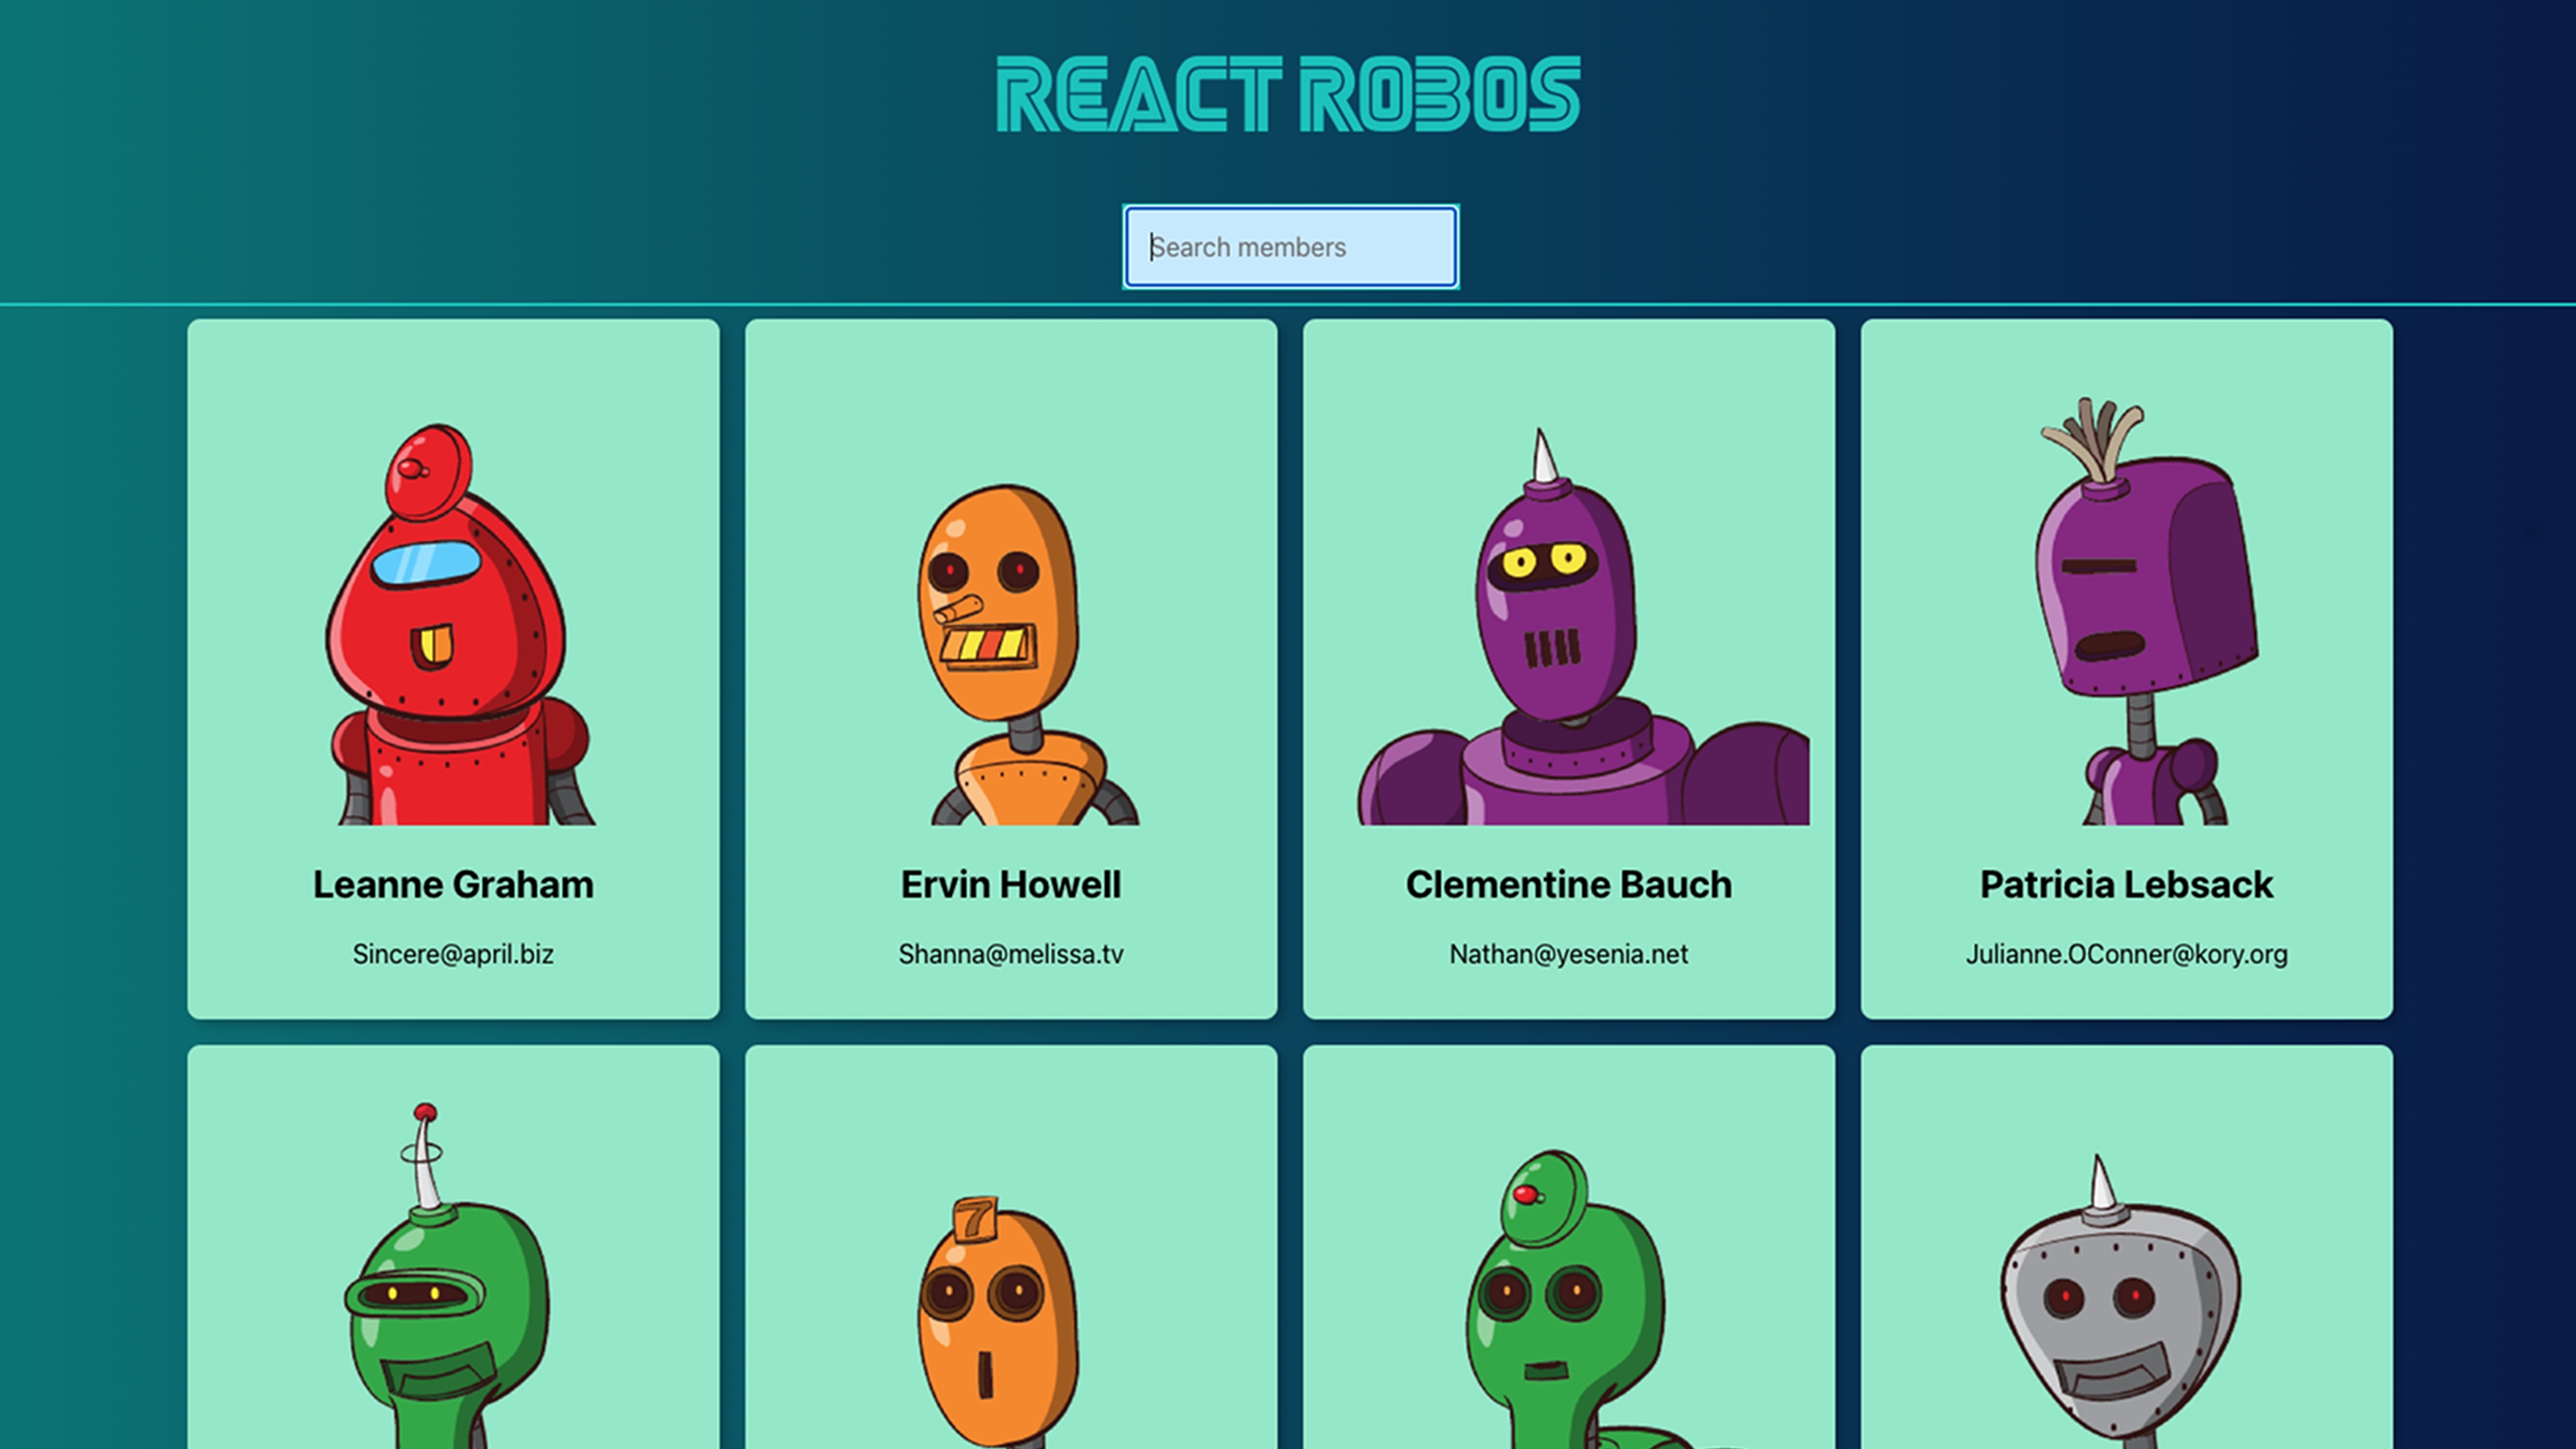 REACT ROBOS
Search members
Leanne Graham
Ervin Howell
Clementine Bauch
Patricia Lebsack
Sincere@april.biz
Shanna@melissa.tv
Nathan@yesenia.net
Julianne.OConner@kory.org
7